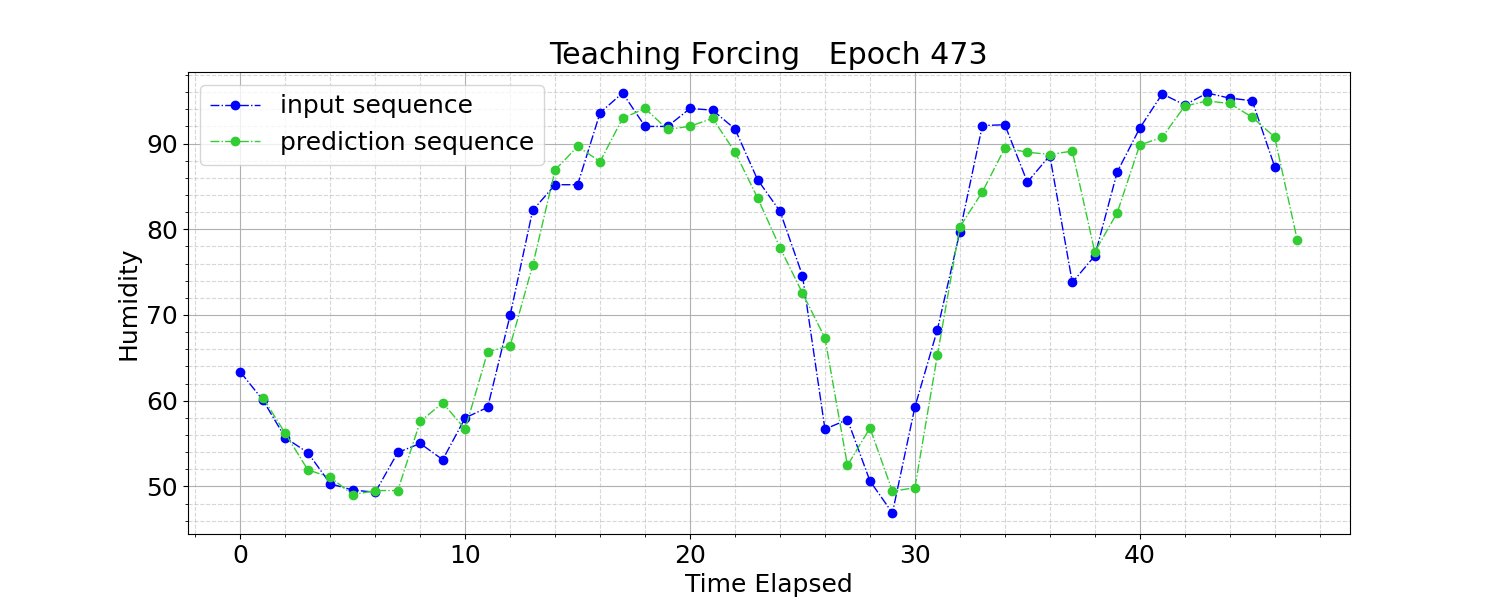 Teaching Forcing   Epoch 473
input sequence
prediction sequence
90
80
70
60
50
Humidity
0 10 20 30 40
Time Elapsed